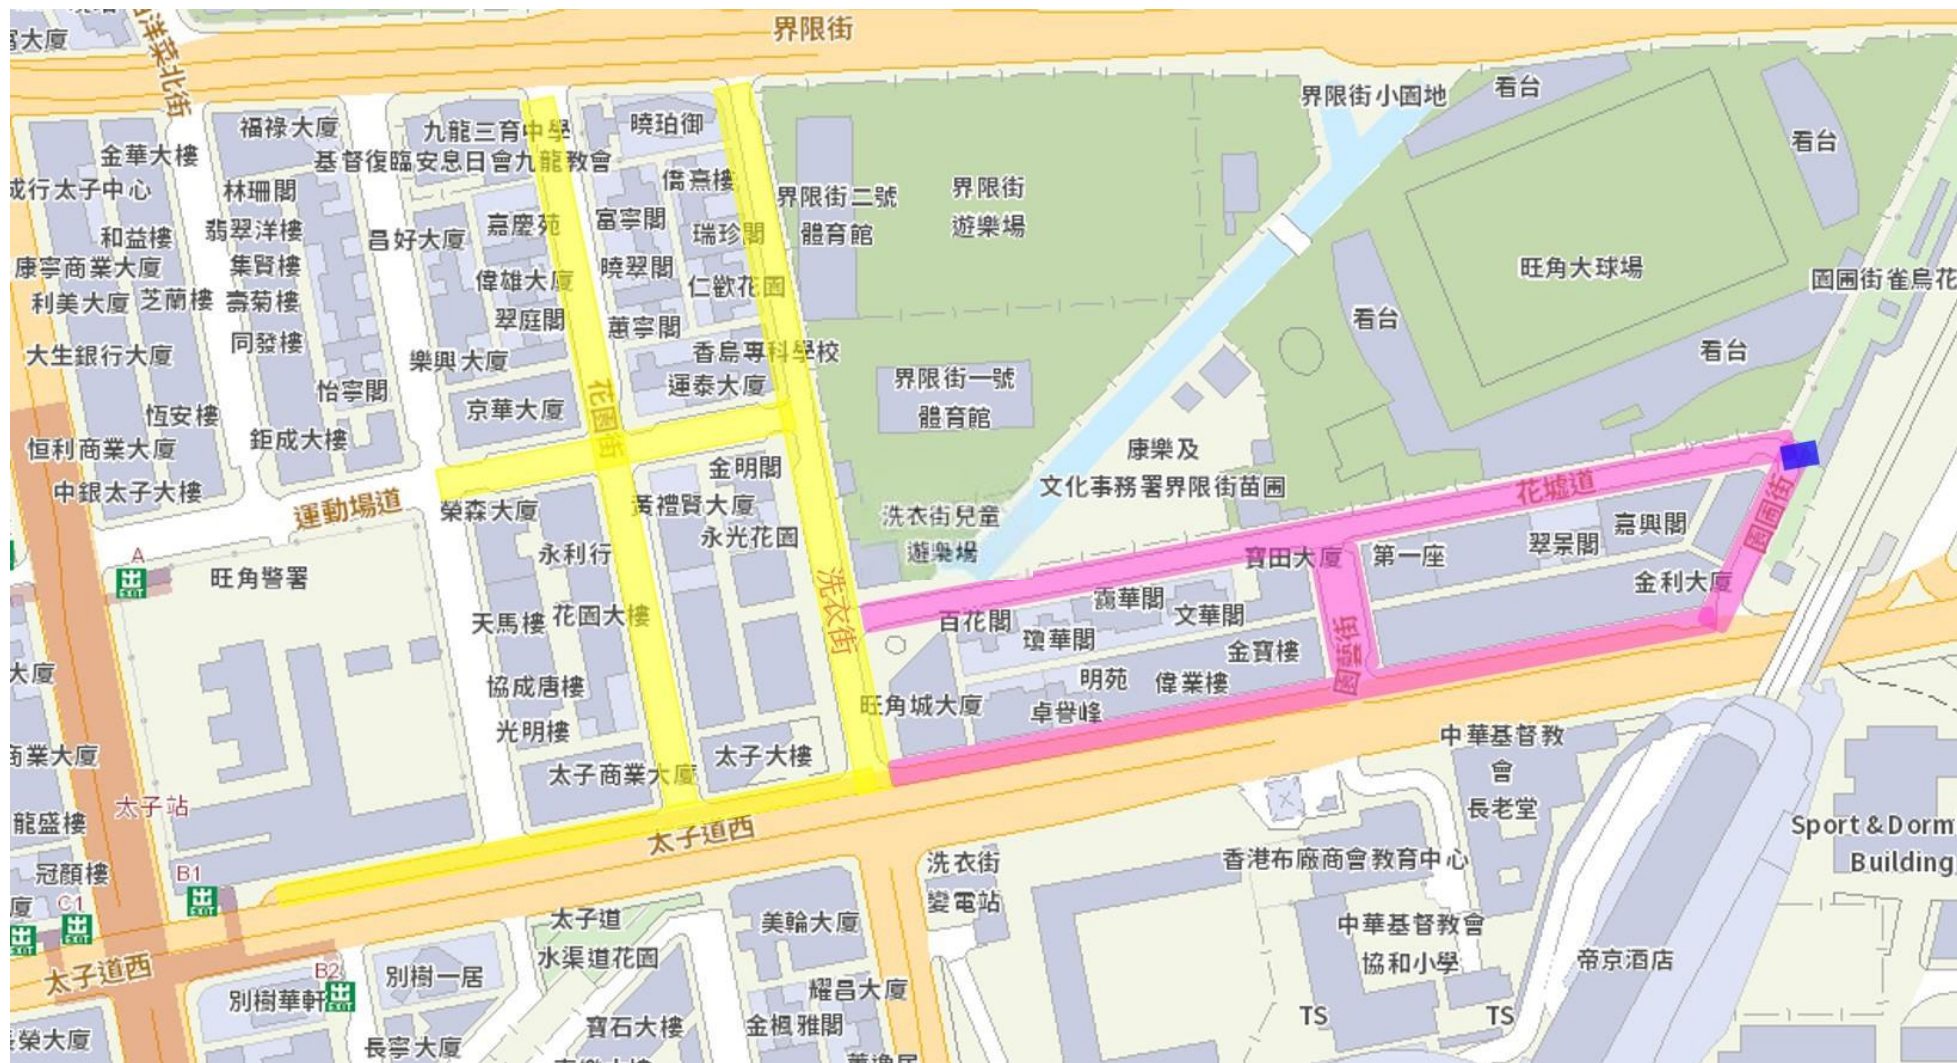 界限街
富大廈
洋菜北街
福祿大廈
九龍三育中學
曉珀御
界限街小園地
看台
金華大樓
基督復臨安息日會九龍教會
看台
成行太子中心
林珊閣
僑熹樓
界限街二號
體育館
界限街
遊樂場
和益樓
翡翠洋樓
昌好大廈
嘉慶苑
富寧閣
瑞珍閣
康寧商業大廈
集賢樓
偉雄大廈
曉翠閣
仁歡花園
旺角大球場
園圃街雀鳥花
利美大廈
芝蘭樓
壽菊樓
翠庭閣
蕙寧閣
看台
大生銀行大廈
同發樓
樂興大廈
香島專科學校
看台
怡寧閣
運泰大廈
界限街一號
體育館
恆安樓
京華大廈
花園街
恒利商業大廈
鉅成大樓
金明閣
康樂及
文化事務署界限街苗圃
中銀太子大樓
運動場道
榮森大廈
黃禮賢大廈
洗衣街兒童
遊樂場
花墟道
嘉興閣
永利行
永光花園
寶田大廈
第一座
翠景閣
園圃街
A
出
EXIT
旺角警署
洗衣街
金利大廈
天馬樓
花園大樓
百花閣
靄華閣
文華閣
瓊華閣
園藝街
金寶樓
大廈
協成唐樓
明苑
偉業樓
旺角城大廈
卓譽峰
光明樓
商業大廈
太子商業大廈
太子大樓
中華基督教
會
長老堂
太子站
太子道西
龍盛樓
Sport & Dorm
Building
冠顏樓
B1
出
EXIT
洗衣街
變電站
香港布廠商會教育中心
廈
C1
出
EXIT
出
EXIT
太子道
水渠道花園
美輪大廈
中華基督教會
協和小學
太子道西
B2
出
EXIT
別樹一居
帝京酒店
別樹華軒
耀昌大廈
寶石大樓
金楓雅閣
TS
TS
長榮大廈
長寧大廈